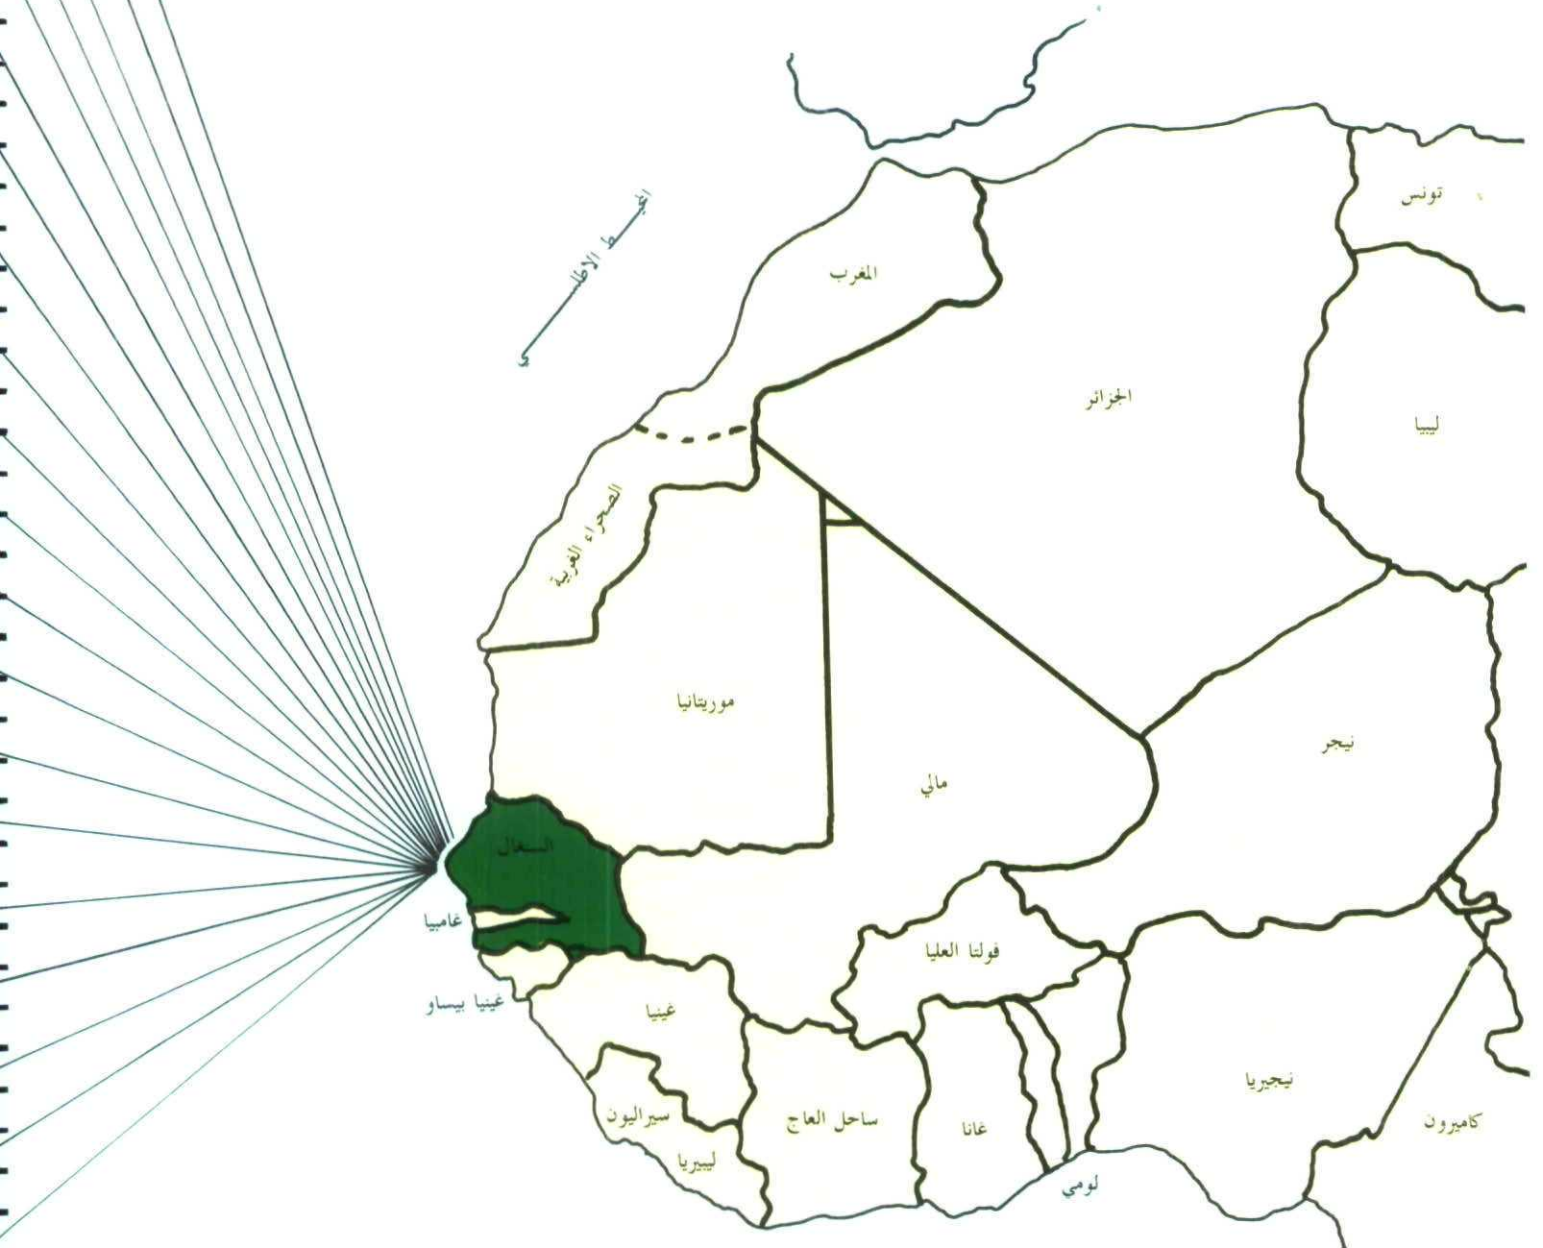 تونس
المغرب
المحيط الاطلسي
الجزائر
ليبيا
الصحراء الغربية
موريتانيا
نيجر
مالي
السنغال
غامبيا
فولتا العليا
غينيا بيساو
غينيا
نيجيريا
سيراليون
ساحل العاج
غانا
كاميرون
ليبيريا
لومي